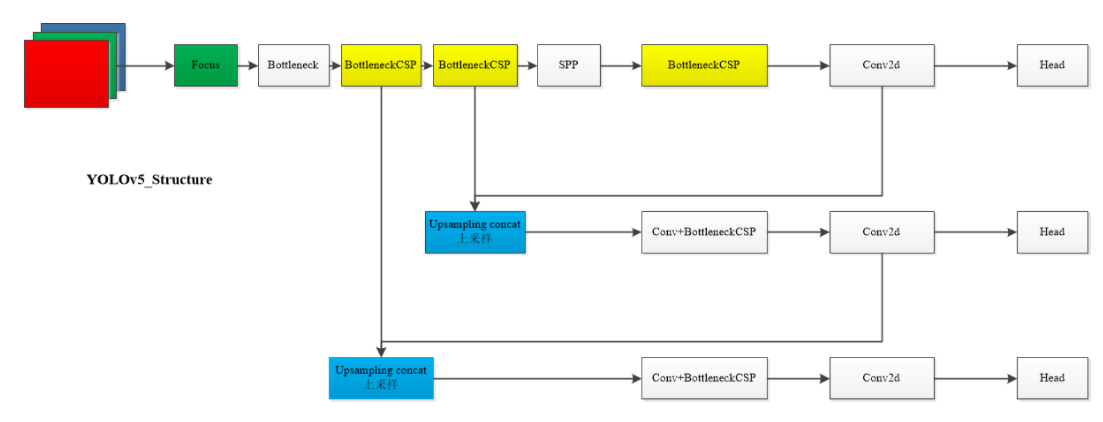 Focus
Bottleneck
BottleneckCSP
BottleneckCSP
SPP
BottleneckCSP
Conv2d
Head
YOLOv5_Structure
Upsampling concat
上采样
Conv+BottleneckCSP
Conv2d
Head
Upsampling concat
上采样
Conv+BottleneckCSP
Conv2d
Head